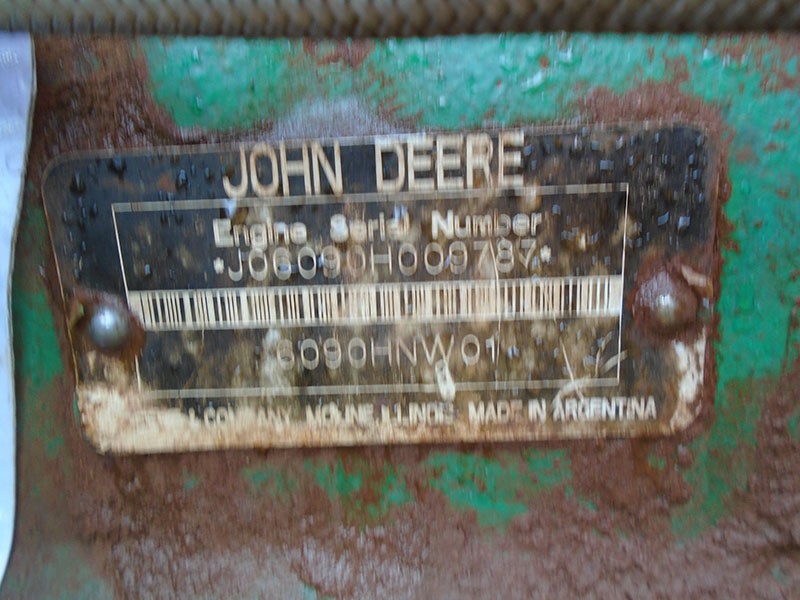 JOHN DEERE
Engine Serial Number
*J06090H009787*
6090HNW01
COMPANY MOLINE, ILLINOIS MADE IN ARGENTINA